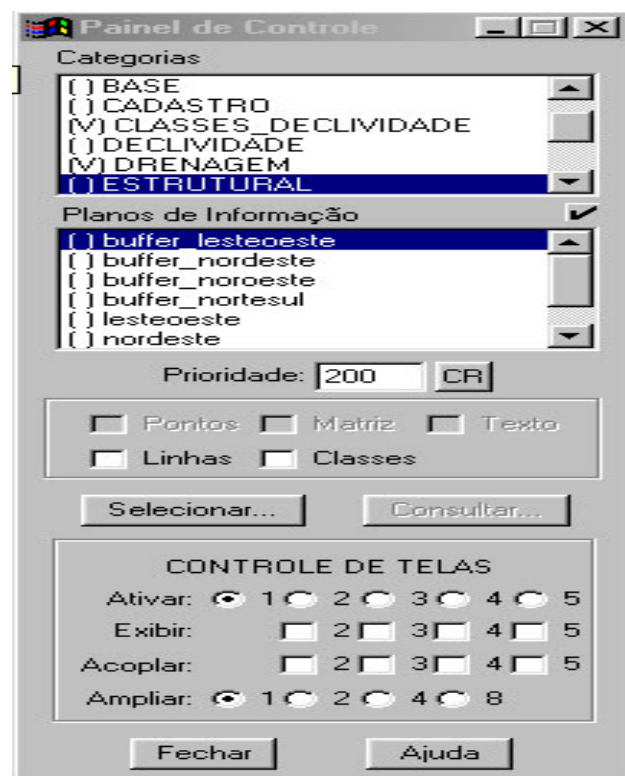 Painel de Controle
Categorias
( ) BASE
( ) CADASTRO
(V) CLASSES_DECLIVIDADE
( ) DECLIVIDADE
(V) DRENAGEM
( ) ESTRUTURAL
Planos de Informação
( ) buffer_lesteoeste
( ) buffer_nordeste
( ) buffer_noroeste
( ) buffer_nortesul
( ) lesteoeste
( ) nordeste
Prioridade: 200 CR
Pontos Matriz Texto
Linhas Classes
Selecionar... Consultar...
CONTROLE DE TELAS
Ativar: 1 2 3 4 5
Exibir: 2 3 4 5
Acoplar: 2 3 4 5
Ampliar: 1 2 4 8
Fechar Ajuda